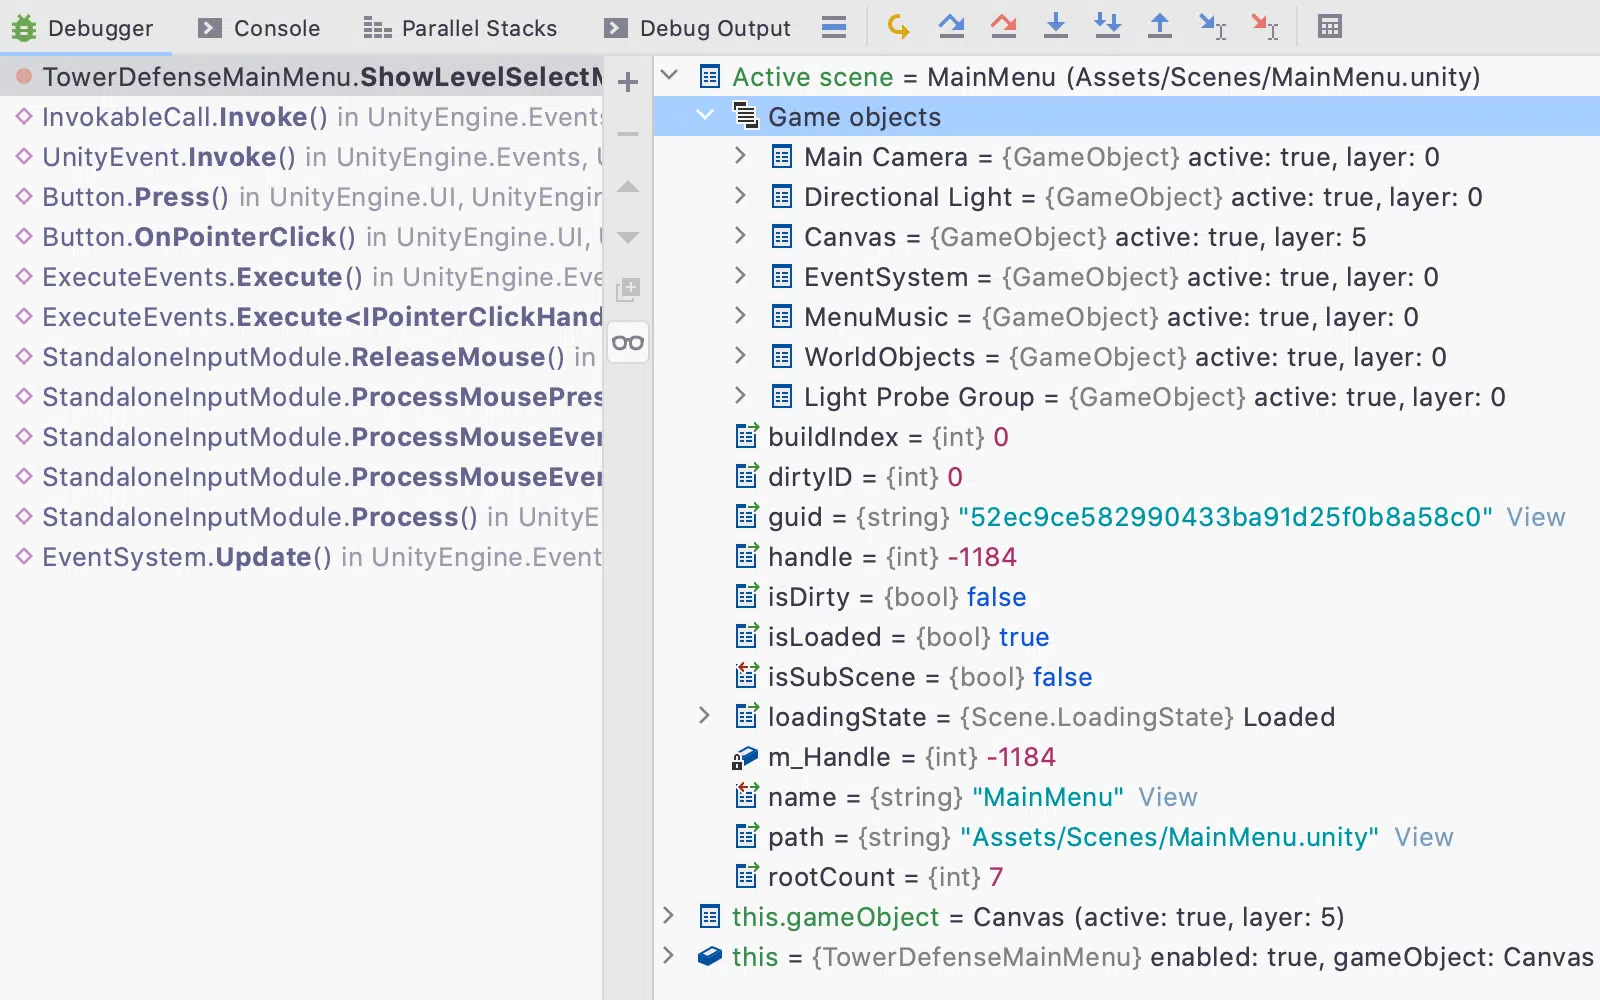 Debugger Console Parallel Stacks Debug Output
TowerDefenseMainMenu.ShowLevelSelectM
InvokableCall.Invoke() in UnityEngine.Events
UnityEvent.Invoke() in UnityEngine.Events, U
Button.Press() in UnityEngine.UI, UnityEngin
Button.OnPointerClick() in UnityEngine.UI, U
ExecuteEvents.Execute() in UnityEngine.Eve
ExecuteEvents.Execute<IPointerClickHand
StandaloneInputModule.ReleaseMouse() in
StandaloneInputModule.ProcessMousePres
StandaloneInputModule.ProcessMouseEven
StandaloneInputModule.ProcessMouseEven
StandaloneInputModule.Process() in UnityE
EventSystem.Update() in UnityEngine.Event
Active scene = MainMenu (Assets/Scenes/MainMenu.unity)
Game objects
Main Camera = {GameObject} active: true, layer: 0
Directional Light = {GameObject} active: true, layer: 0
Canvas = {GameObject} active: true, layer: 5
EventSystem = {GameObject} active: true, layer: 0
MenuMusic = {GameObject} active: true, layer: 0
WorldObjects = {GameObject} active: true, layer: 0
Light Probe Group = {GameObject} active: true, layer: 0
buildIndex = {int} 0
dirtyID = {int} 0
guid = {string} "52ec9ce582990433ba91d25f0b8a58c0" View
handle = {int} -1184
isDirty = {bool} false
isLoaded = {bool} true
isSubScene = {bool} false
loadingState = {Scene.LoadingState} Loaded
m_Handle = {int} -1184
name = {string} "MainMenu" View
path = {string} "Assets/Scenes/MainMenu.unity" View
rootCount = {int} 7
this.gameObject = Canvas (active: true, layer: 5)
this = {TowerDefenseMainMenu} enabled: true, gameObject: Canvas